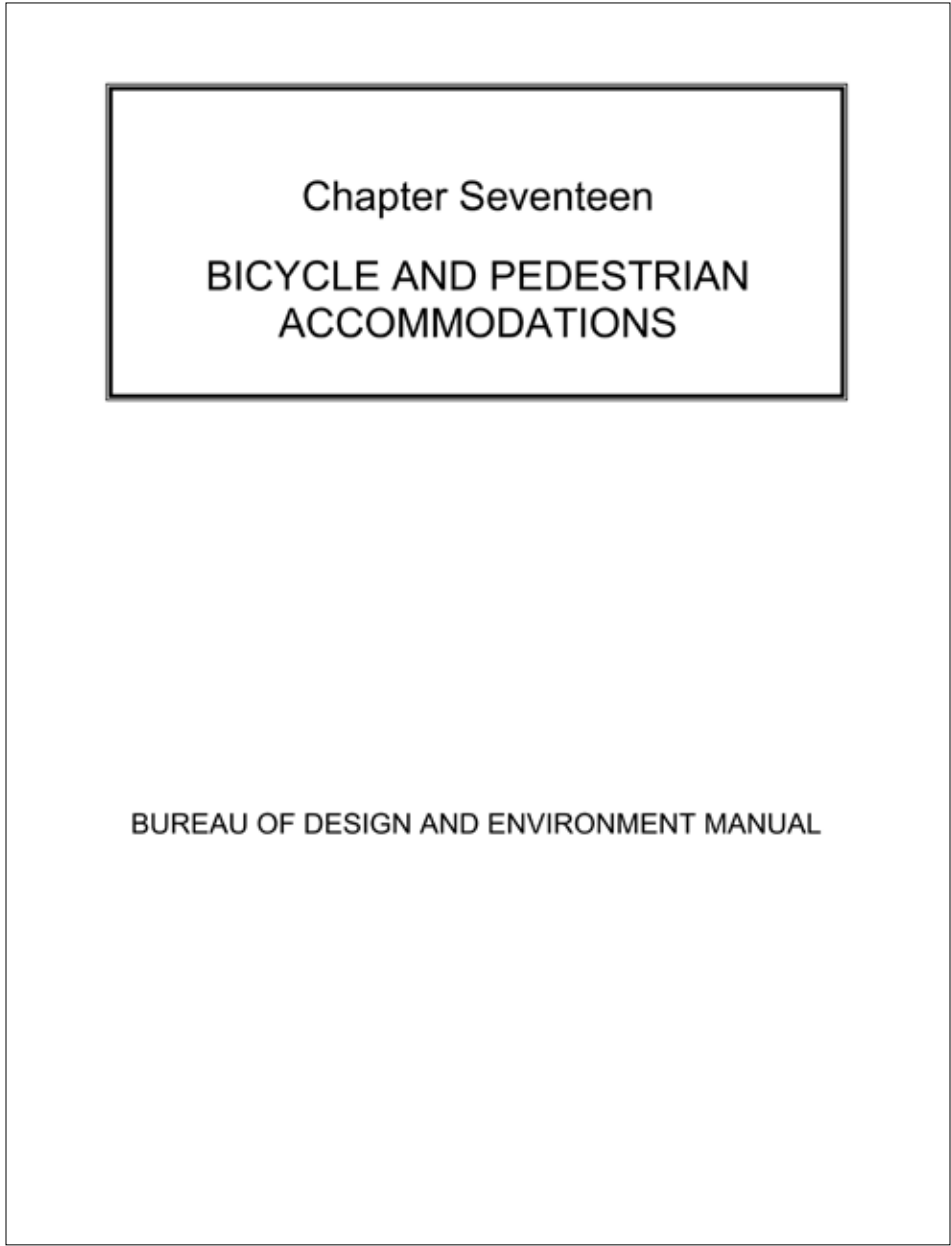 Chapter Seventeen
BICYCLE AND PEDESTRIAN
ACCOMMODATIONS
BUREAU OF DESIGN AND ENVIRONMENT MANUAL